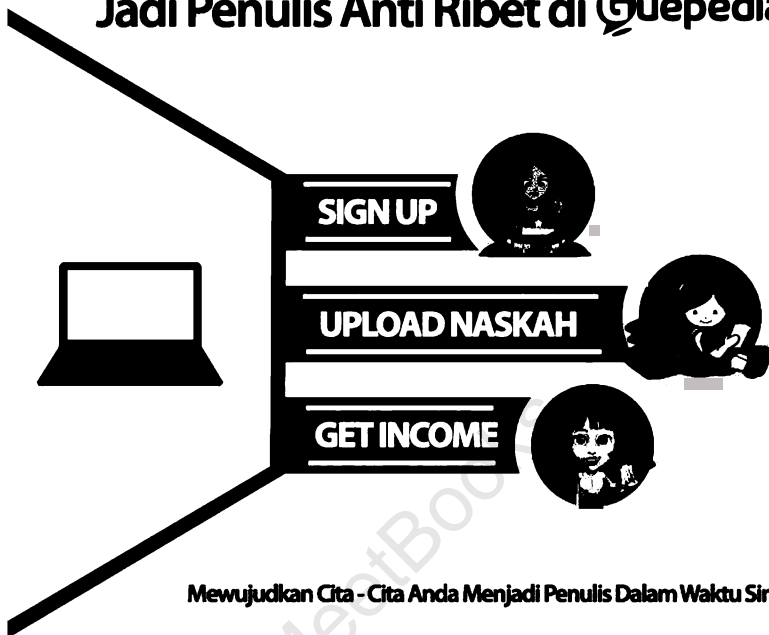 Jadi Penulis Anti Ribet di Guepedia
SIGN UP
UPLOAD NASKAH
GET INCOME
Mewujudkan Cita - Cita Anda Menjadi Penulis Dalam Waktu